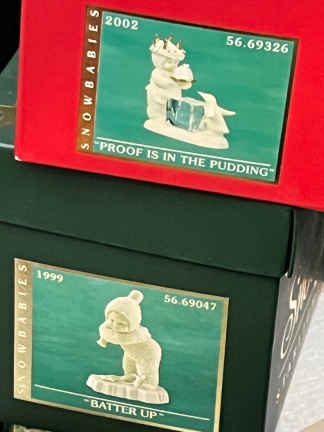 SNOWBABIES
2002
56.69326
"PROOF IS IN THE PUDDING"
SNOWBABIES
1999
56.69047
"BATTER UP"